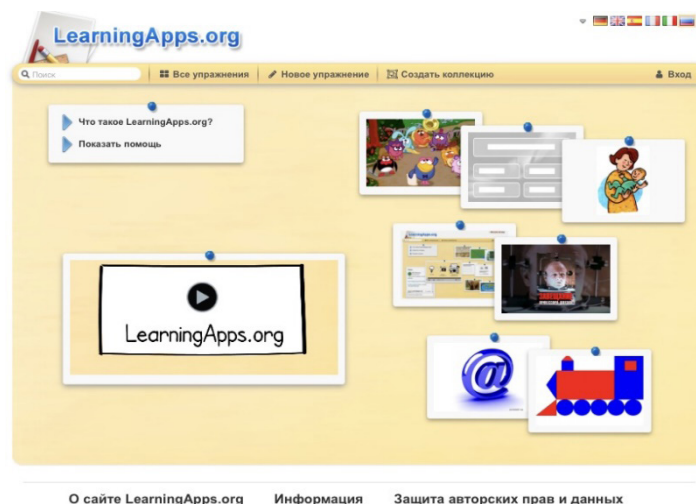 LearningApps.org
Поиск
Все упражнения
Новое упражнение
Создать коллекцию
Вход
Что такое LearningApps.org?
Показать помощь
LearningApps.org
О сайте LearningApps.org
Информация
Защита авторских прав и данных